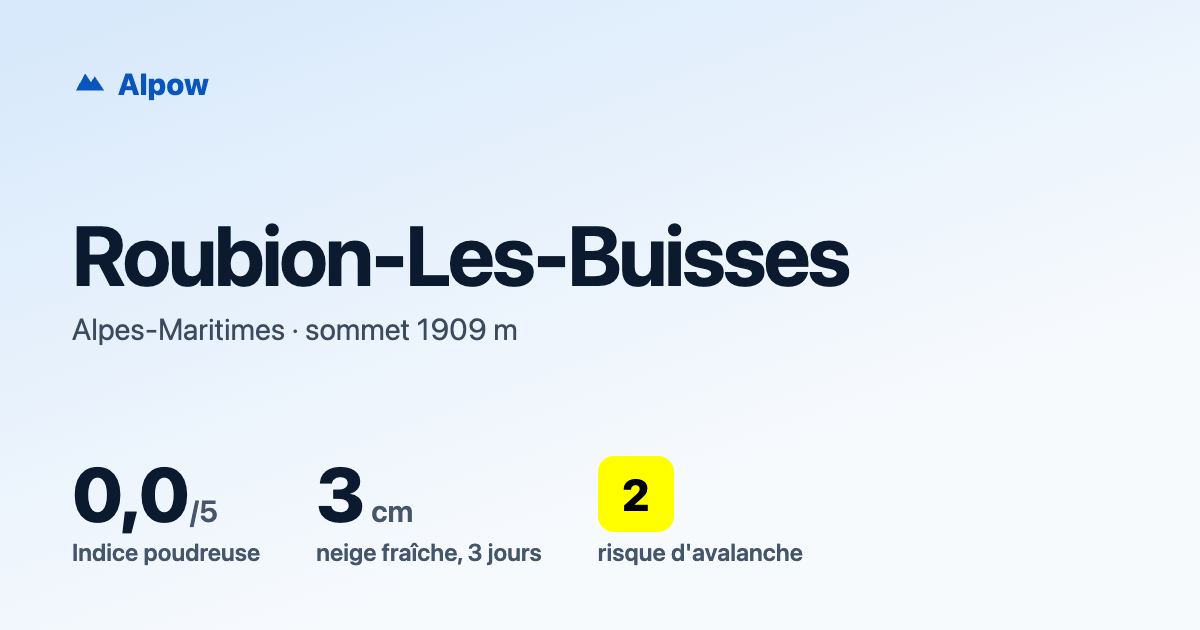 Alpow
Roubion-Les-Buisses
Alpes-Maritimes · sommet 1909 m
0,0/5
Indice poudreuse
3 cm
neige fraîche, 3 jours
2
risque d'avalanche